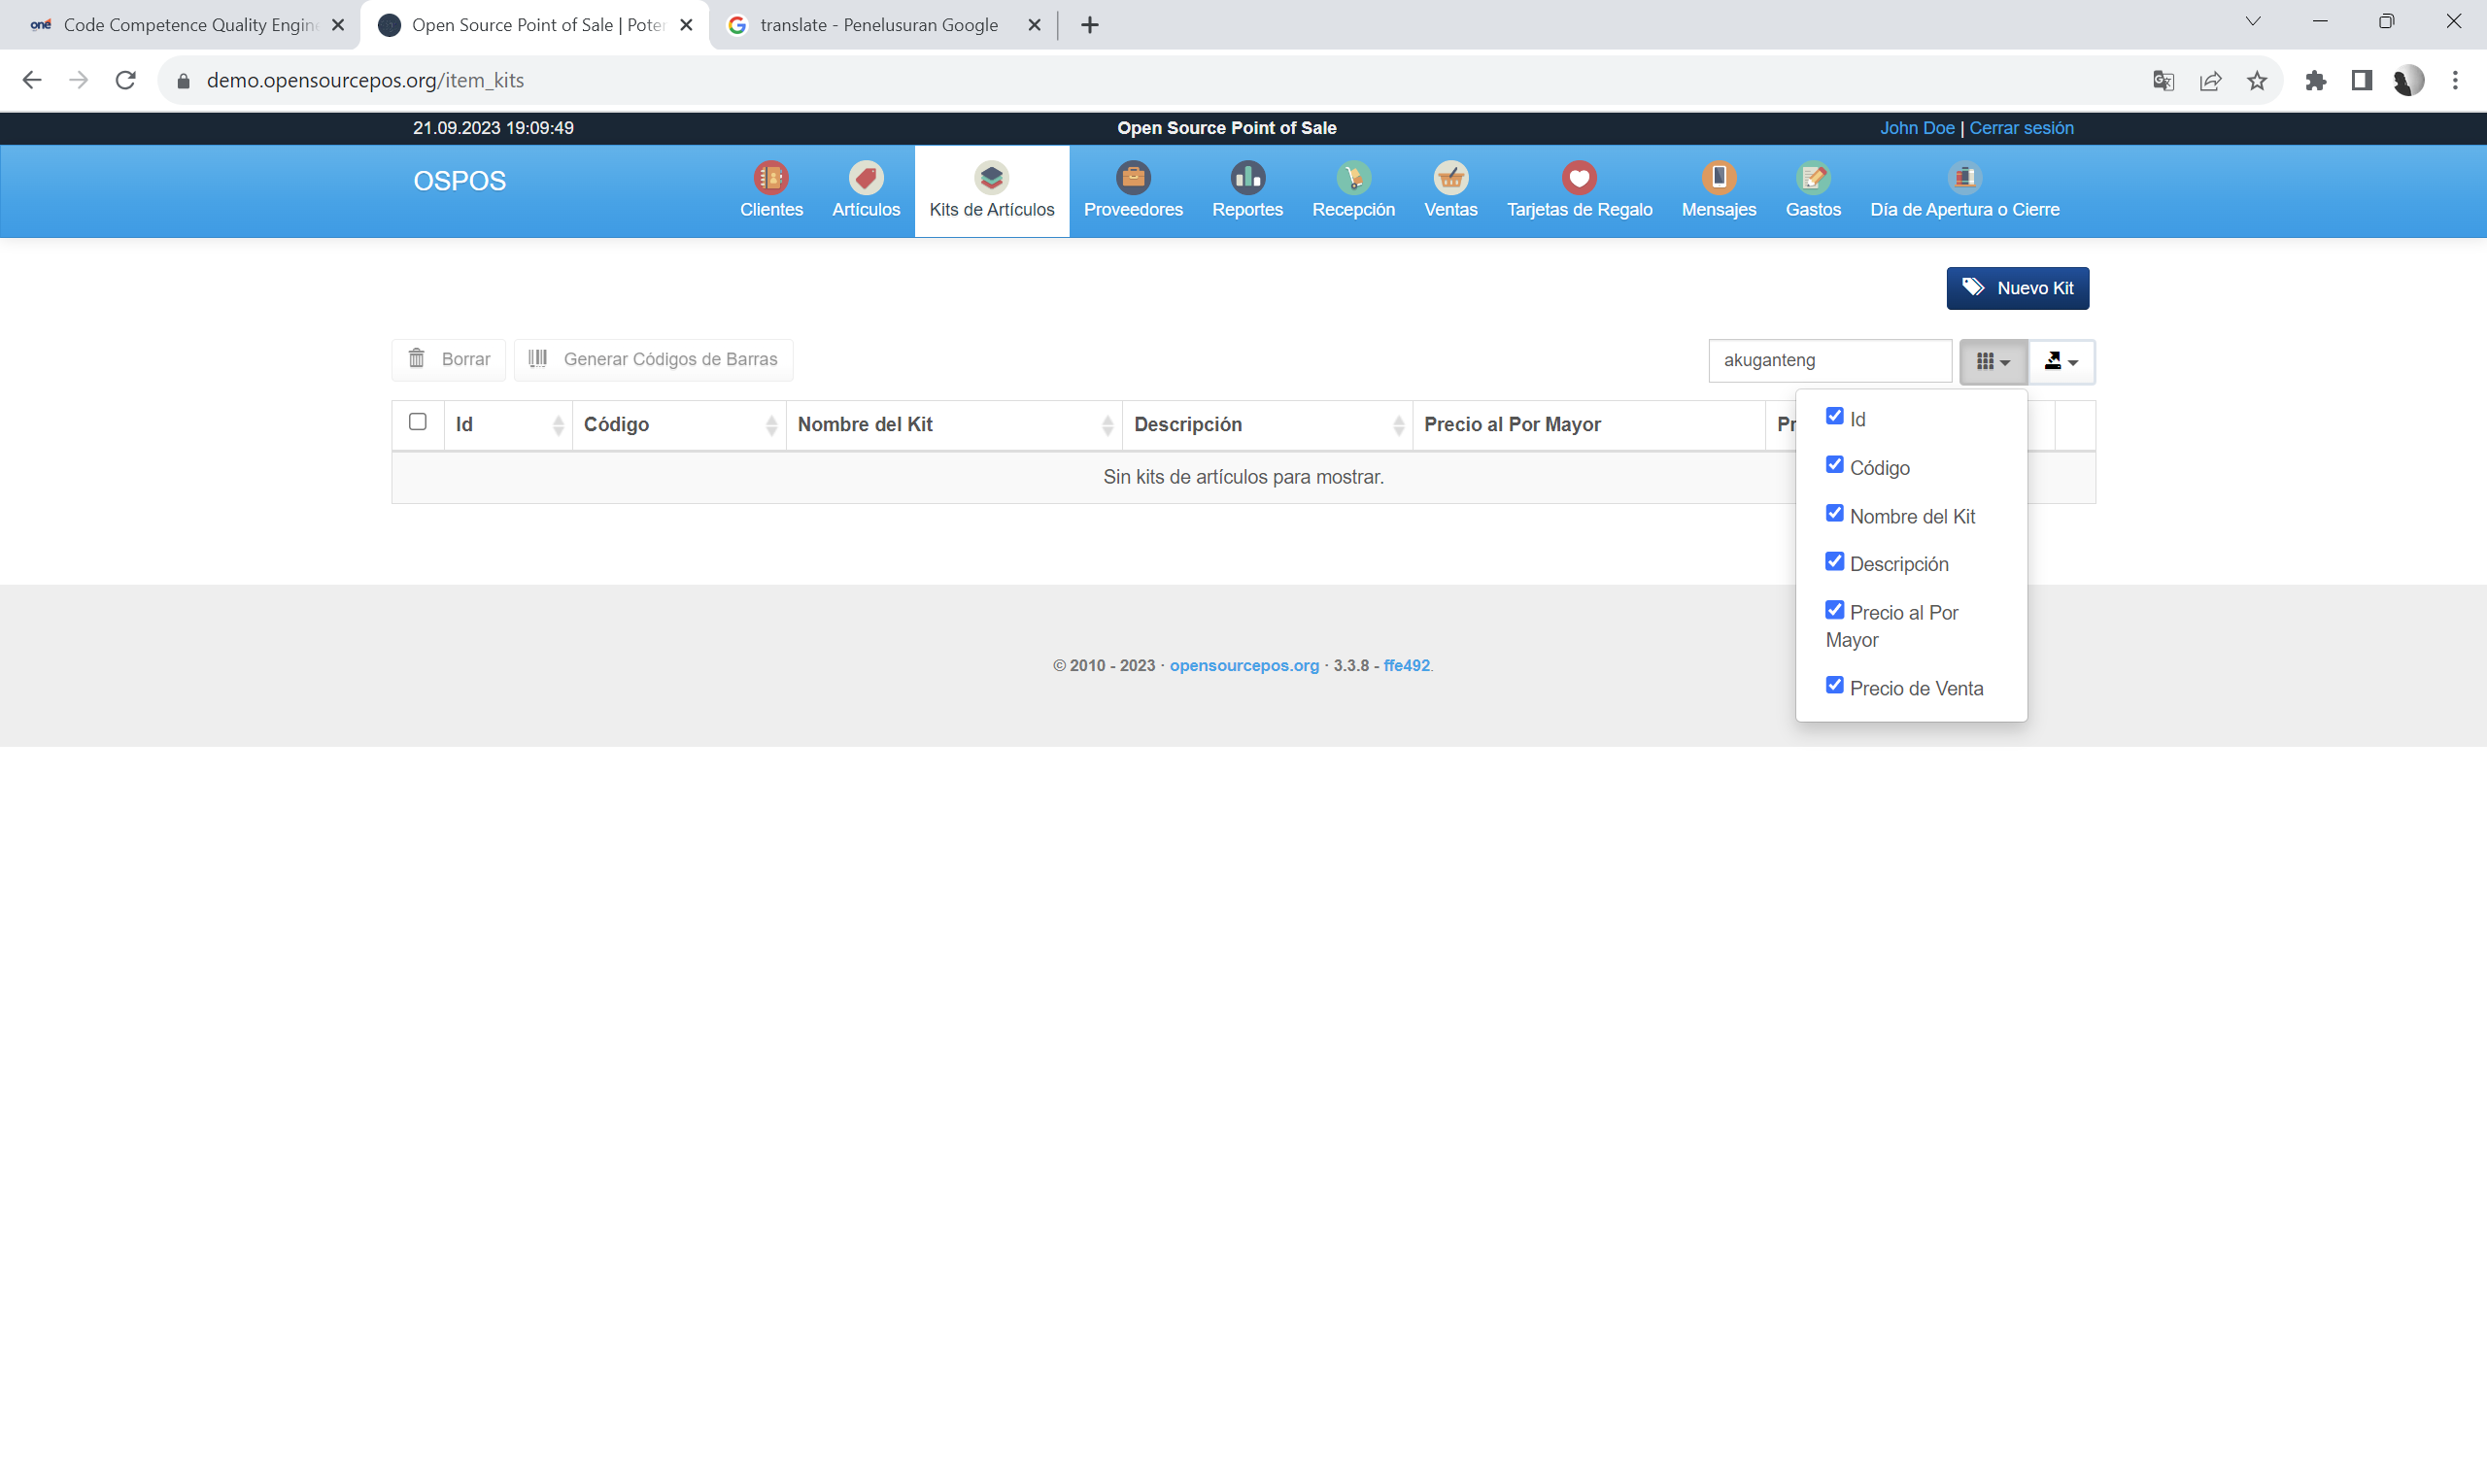 one Code Competence Quality Engin
Open Source Point of Sale | Poter
translate - Penelusuran Google
demo.opensourcepos.org/item_kits
21.09.2023 19:09:49
Open Source Point of Sale
John Doe | Cerrar sesión
OSPOS
Clientes
Artículos
Kits de Artículos
Proveedores
Reportes
Recepción
Ventas
Tarjetas de Regalo
Mensajes
Gastos
Día de Apertura o Cierre
Nuevo Kit
Borrar
Generar Códigos de Barras
akuganteng
Id
Código
Nombre del Kit
Descripción
Precio al Por Mayor
Pr
Sin kits de artículos para mostrar.
Id
Código
Nombre del Kit
Descripción
Precio al Por
Mayor
Precio de Venta
© 2010 - 2023 · opensourcepos.org · 3.3.8 - ffe492.